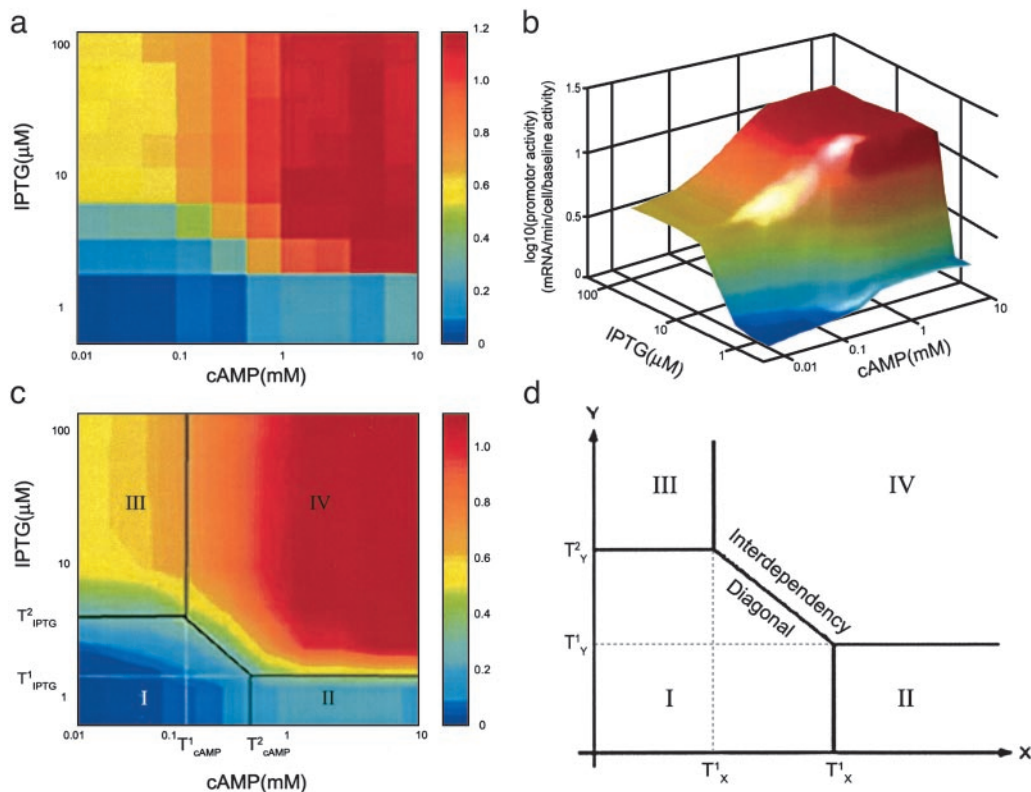 a
IPTG(μM)
100
10
1
0.01
0.1
1
10
cAMP(mM)
1.2
1.0
0.8
0.6
0.4
0.2
0
b
log10(promotor activity)
(mRNA/min/cell/baseline activity)
1.5
1
0.5
0
100
10
1
IPTG(μM)
0.01
0.1
1
10
cAMP(mM)
c
IPTG(μM)
100
10
T²IPTG
T¹IPTG
1
III
IV
I
II
0.01
0.1
1
10
T¹cAMP
T²cAMP
cAMP(mM)
1.0
0.8
0.6
0.4
0.2
0
d
Y
III
IV
T²Y
Interdependency
Diagonal
T¹Y
I
II
X
T¹X
T¹X